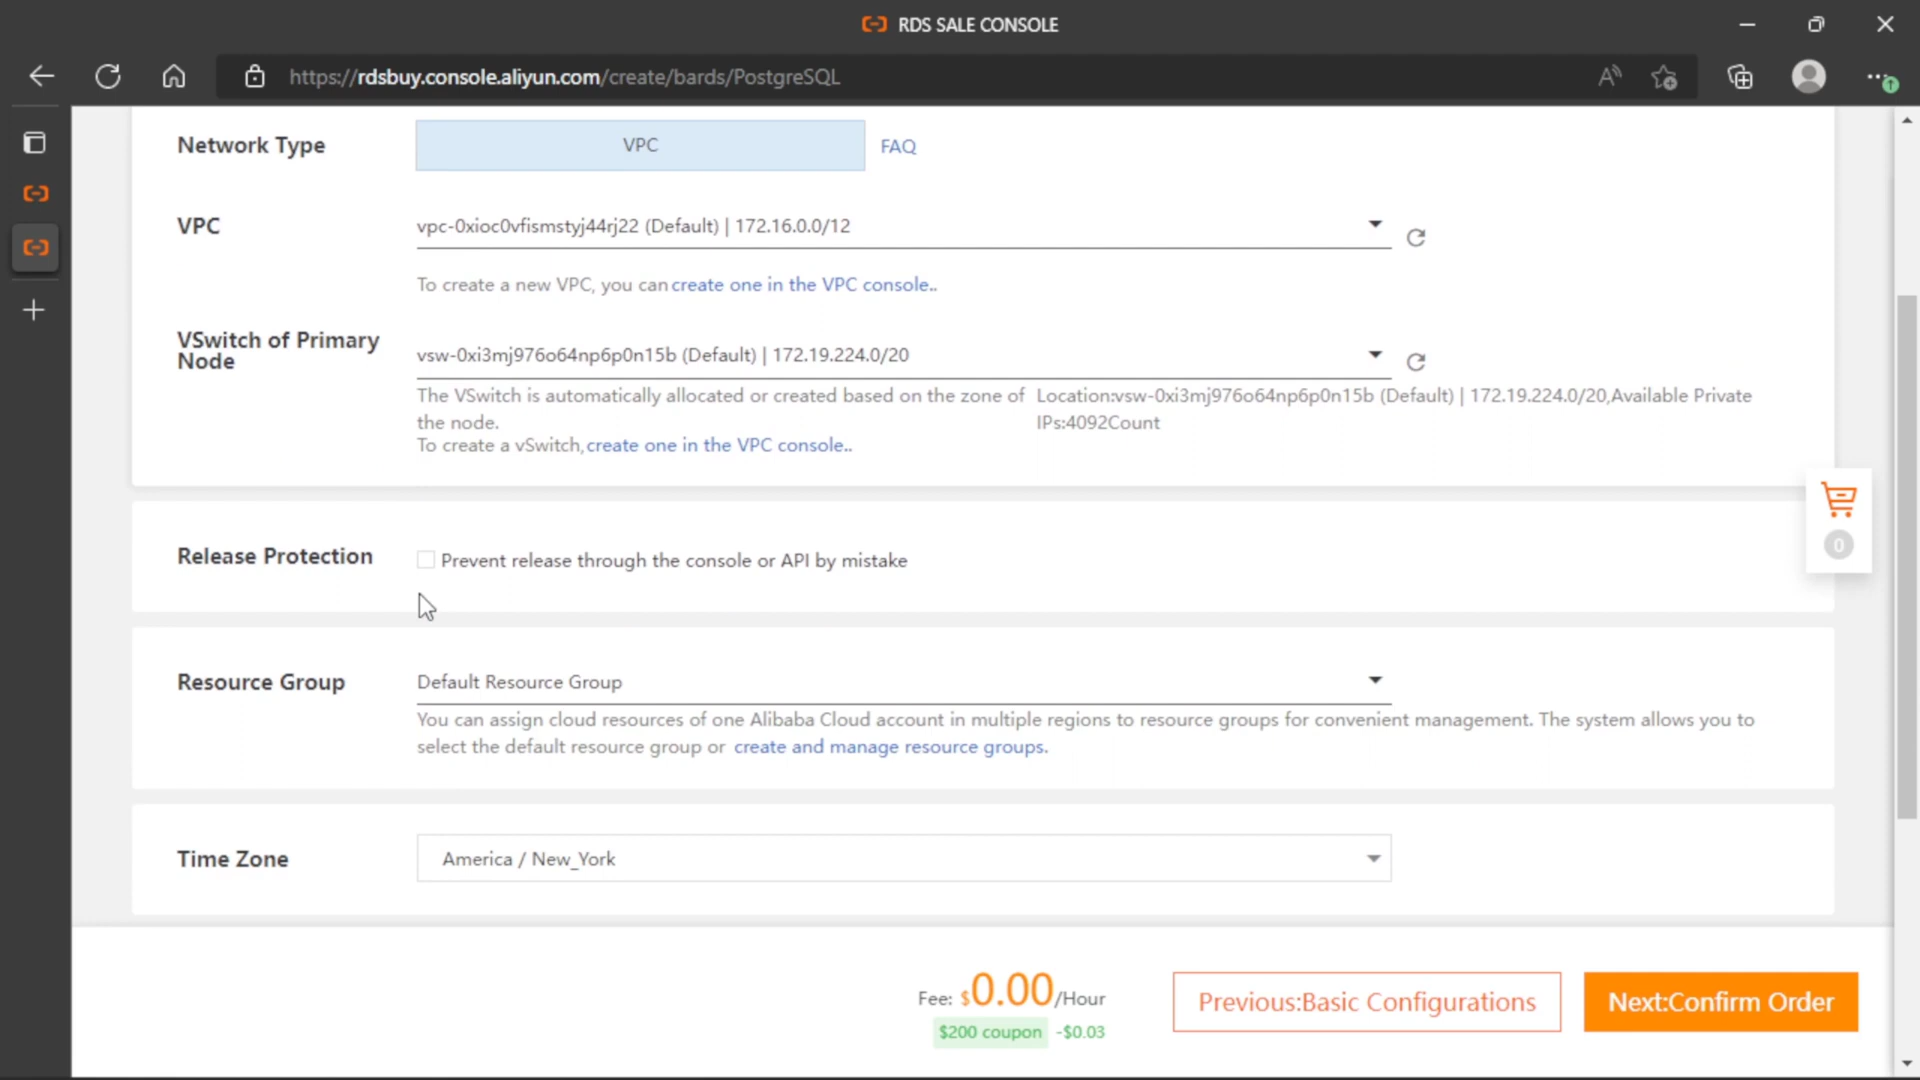 RDS SALE CONSOLE
https://rdsbuy.console.aliyun.com/create/bards/PostgreSQL
Network Type
VPC
FAQ
VPC
vpc-0xioc0vfismstyj44rj22 (Default) | 172.16.0.0/12
To create a new VPC, you can create one in the VPC console..
VSwitch of Primary
Node
vsw-0xi3mj976o64np6p0n15b (Default) | 172.19.224.0/20
The VSwitch is automatically allocated or created based on the zone of
the node.
Location:vsw-0xi3mj976o64np6p0n15b (Default) | 172.19.224.0/20,Available Private
IPs:4092Count
To create a vSwitch,create one in the VPC console..
Release Protection
Prevent release through the console or API by mistake
0
Resource Group
Default Resource Group
You can assign cloud resources of one Alibaba Cloud account in multiple regions to resource groups for convenient management. The system allows you to
select the default resource group or create and manage resource groups.
Time Zone
America / New_York
Fee: $0.00/Hour
$200 coupon -$0.03
Previous:Basic Configurations
Next:Confirm Order